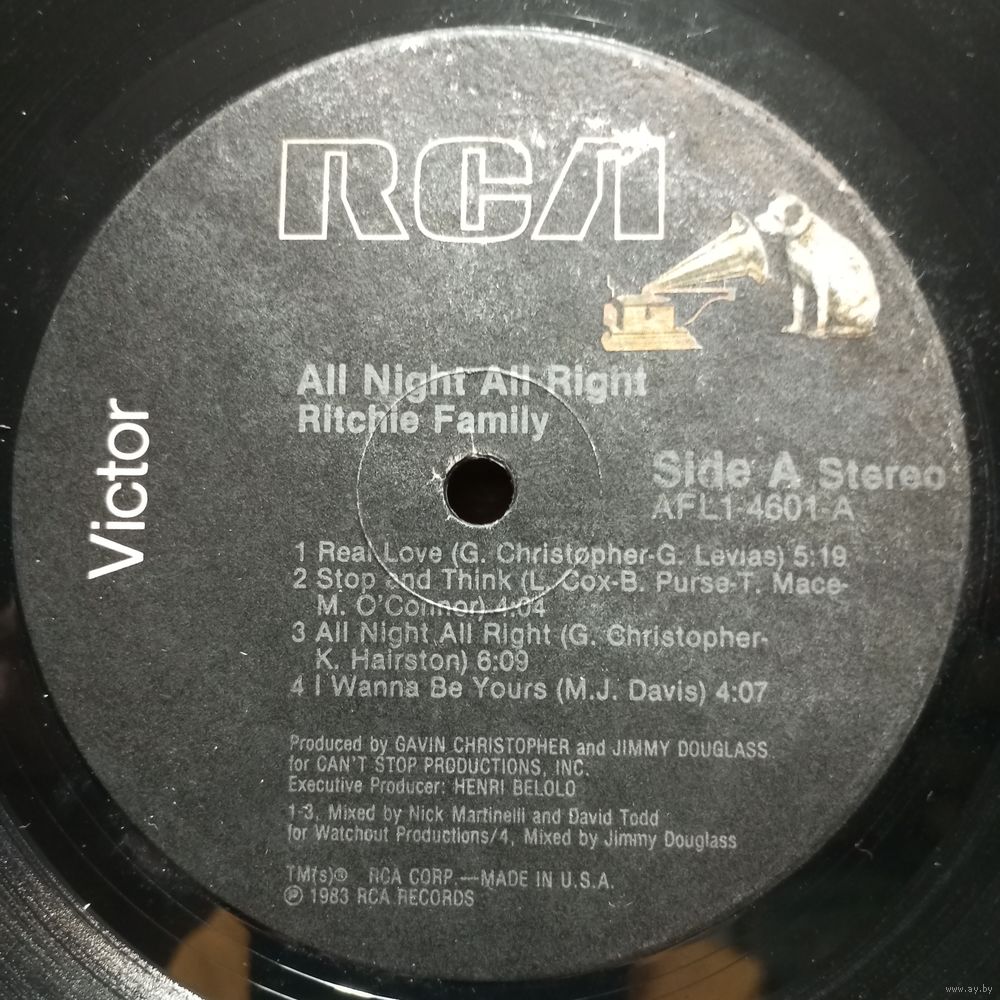 RCA
Victor
All Night All Right
Ritchie Family
Side A Stereo
AFL1-4601-A
1 Real Love (G. Christopher-G. Levias) 5:19
2 Stop and Think (L. Cox-B. Purse-T. Mace-
M. O'Connor) 4:04
3 All Night All Right (G. Christopher-
K. Hairston) 6:09
4 I Wanna Be Yours (M.J. Davis) 4:07
Produced by GAVIN CHRISTOPHER and JIMMY DOUGLASS
for CAN'T STOP PRODUCTIONS, INC.
Executive Producer: HENRI BELOLO
1-3, Mixed by Nick Martinelli and David Todd
for Watchout Productions/4, Mixed by Jimmy Douglass
TM(s)® RCA CORP.—MADE IN U.S.A.
℗ 1983 RCA RECORDS
www.ay.by